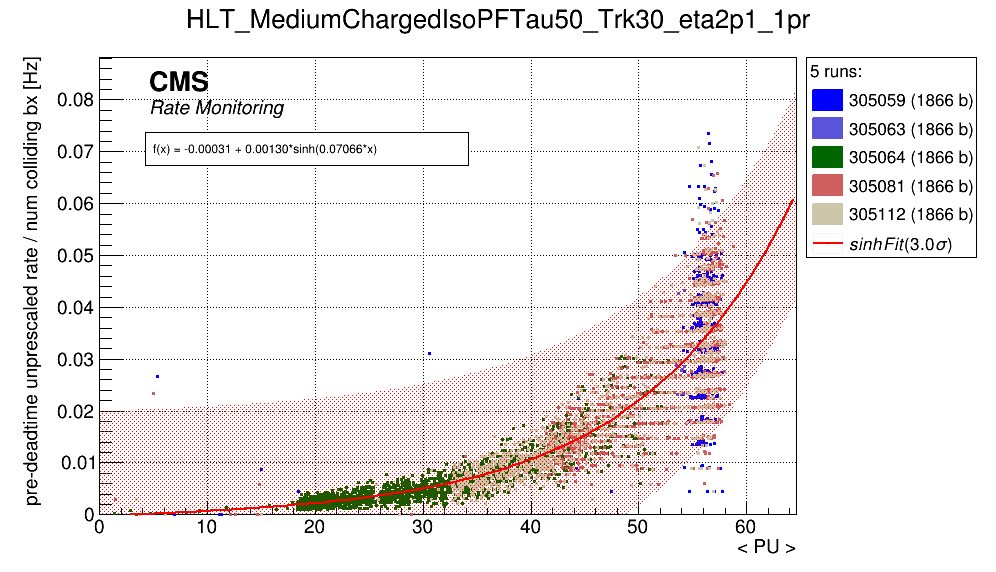 HLT_MediumChargedIsoPFTau50_Trk30_eta2p1_1pr
pre-deadtime unprescaled rate / num colliding bx [Hz]
CMS
Rate Monitoring
f(x) = -0.00031 + 0.00130*sinh(0.07066*x)
0.08
0.07
0.06
0.05
0.04
0.03
0.02
0.01
0
0 10 20 30 40 50 60
< PU >
5 runs:
305059 (1866 b)
305063 (1866 b)
305064 (1866 b)
305081 (1866 b)
305112 (1866 b)
sinhFit(3.0σ)